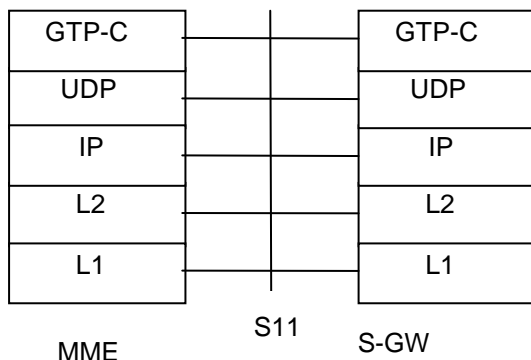 GTP-C GTP-C
UDP UDP
IP IP
L2 L2
L1 L1
S11
MME S-GW